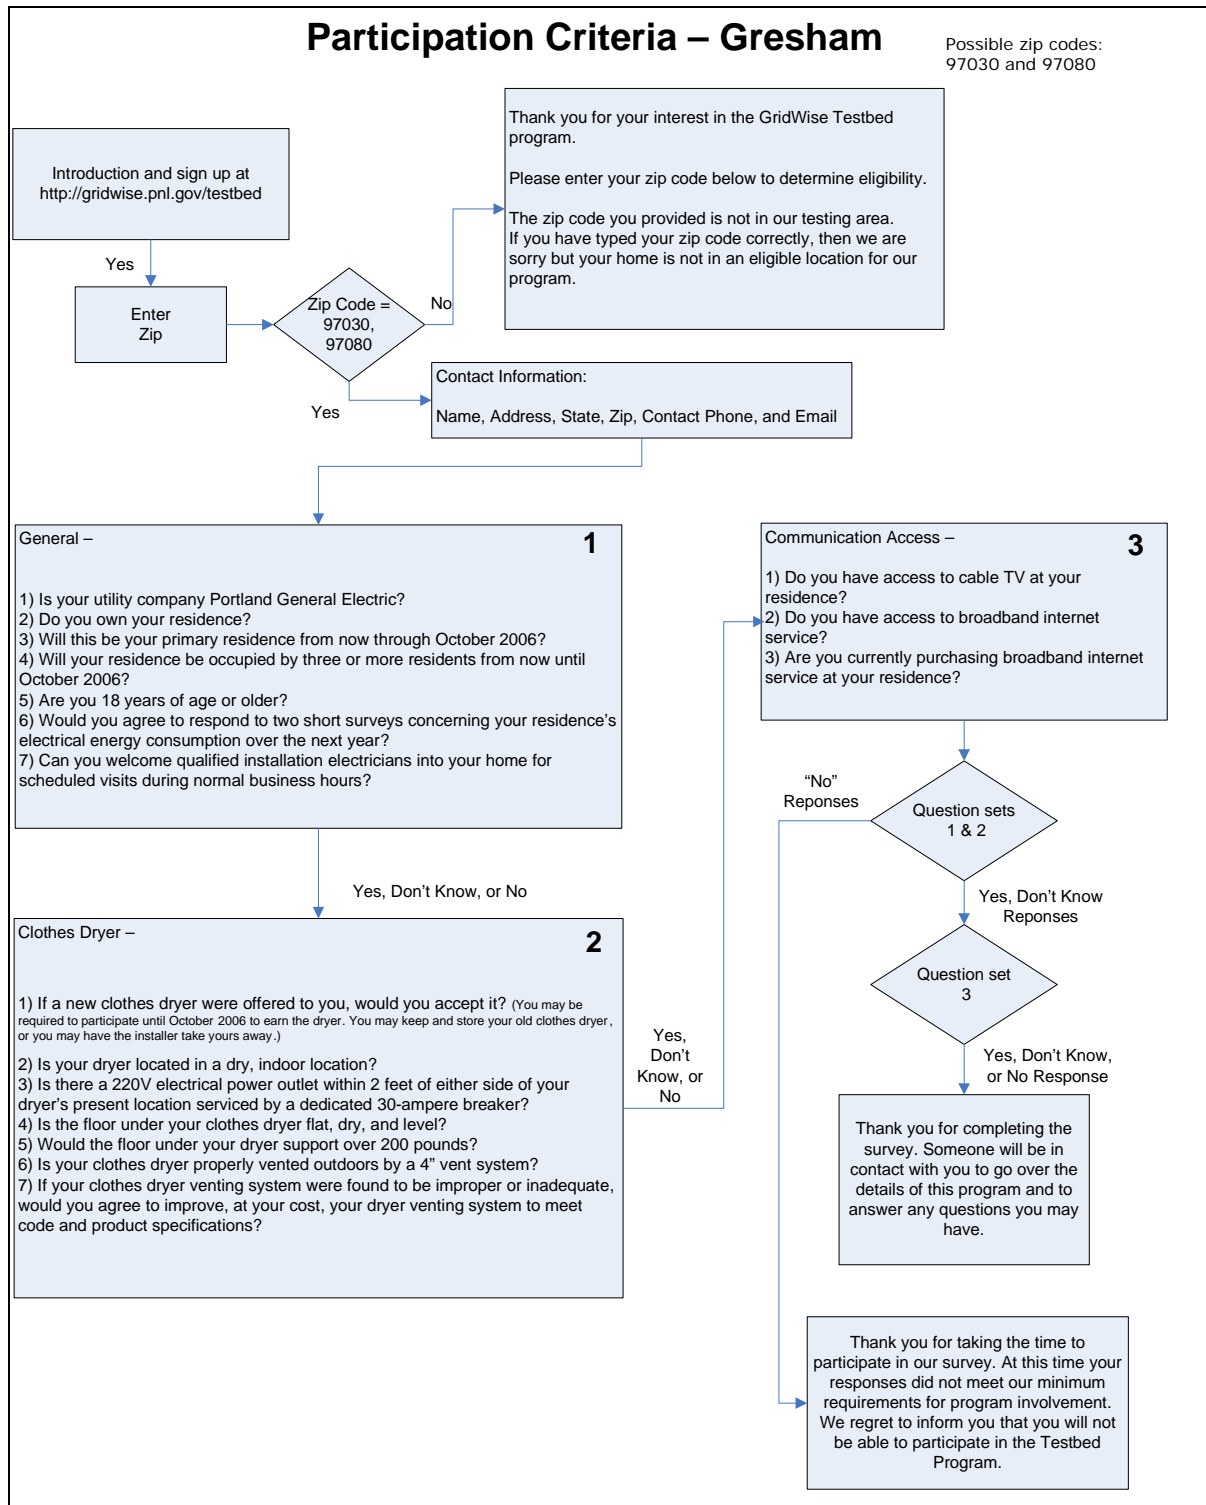 Participation Criteria – Gresham
Possible zip codes:
97030 and 97080
Introduction and sign up at
http://gridwise.pnl.gov/testbed
Yes
Enter
Zip
Zip Code =
97030,
97080
No
Thank you for your interest in the GridWise Testbed
program.
Please enter your zip code below to determine eligibility.
The zip code you provided is not in our testing area.
If you have typed your zip code correctly, then we are
sorry but your home is not in an eligible location for our
program.
Yes
Contact Information:
Name, Address, State, Zip, Contact Phone, and Email
General –
1
1) Is your utility company Portland General Electric?
2) Do you own your residence?
3) Will this be your primary residence from now through October 2006?
4) Will your residence be occupied by three or more residents from now until
October 2006?
5) Are you 18 years of age or older?
6) Would you agree to respond to two short surveys concerning your residence's
electrical energy consumption over the next year?
7) Can you welcome qualified installation electricians into your home for
scheduled visits during normal business hours?
Yes, Don't Know, or No
Clothes Dryer –
2
1) If a new clothes dryer were offered to you, would you accept it? (You may be
required to participate until October 2006 to earn the dryer. You may keep and store your old clothes dryer,
or you may have the installer take yours away.)
2) Is your dryer located in a dry, indoor location?
3) Is there a 220V electrical power outlet within 2 feet of either side of your
dryer's present location serviced by a dedicated 30-ampere breaker?
4) Is the floor under your clothes dryer flat, dry, and level?
5) Would the floor under your dryer support over 200 pounds?
6) Is your clothes dryer properly vented outdoors by a 4" vent system?
7) If your clothes dryer venting system were found to be improper or inadequate,
would you agree to improve, at your cost, your dryer venting system to meet
code and product specifications?
Yes,
Don't
Know, or
No
Communication Access –
3
1) Do you have access to cable TV at your
residence?
2) Do you have access to broadband internet
service?
3) Are you currently purchasing broadband internet
service at your residence?
"No"
Reponses
Question sets
1 & 2
Yes, Don't Know
Reponses
Question set
3
Yes, Don't Know,
or No Response
Thank you for completing the
survey. Someone will be in
contact with you to go over the
details of this program and to
answer any questions you may
have.
Thank you for taking the time to
participate in our survey. At this time your
responses did not meet our minimum
requirements for program involvement.
We regret to inform you that you will not
be able to participate in the Testbed
Program.